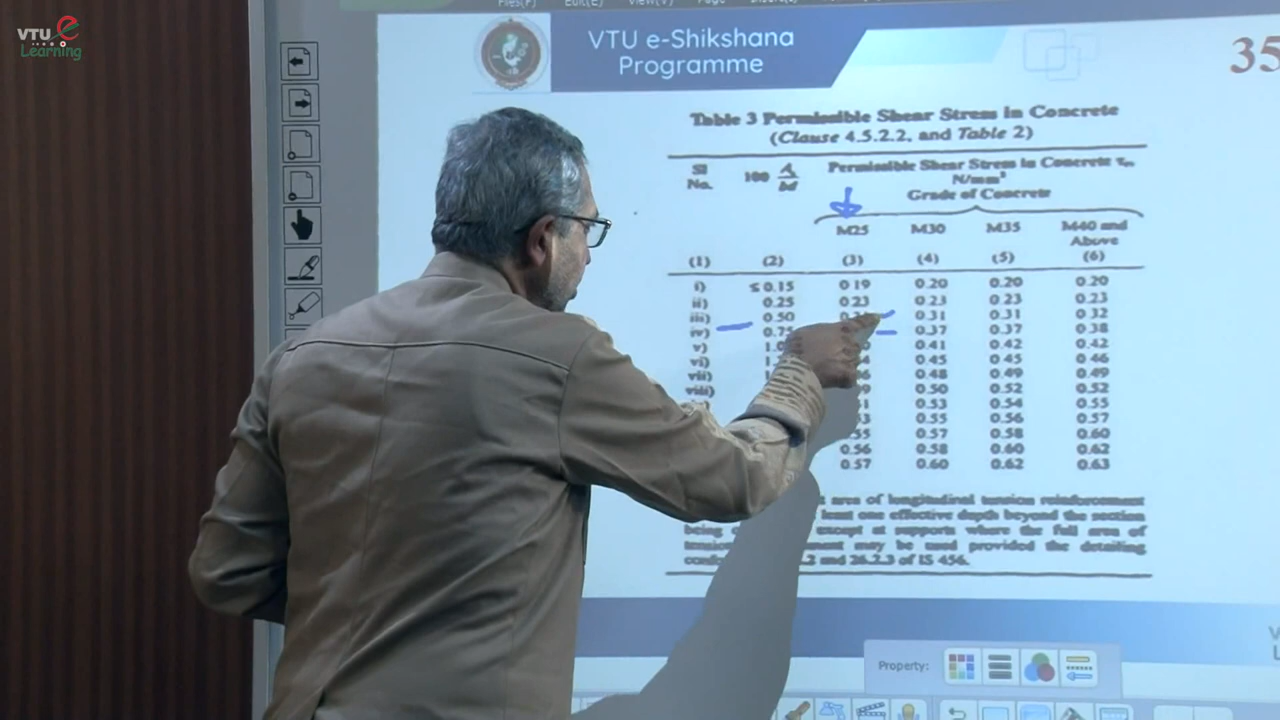 VTU e
Learning
Files(F) Edit(E) View(V) Page
VTU e-Shikshana
Programme
35
Table 3 Permissible Shear Stress in Concrete
(Clause 4.5.2.2, and Table 2)
Sl No. 100 Permissible Shear Stress in Concrete
N/mm²
Grade of Concrete
M25 M30 M35 M40 and Above
(1) (2) (3) (4) (5) (6)
i) ≤ 0.15 0.19 0.20 0.20 0.20
ii) 0.25 0.23 0.23 0.23 0.23
iii) 0.50 0.31 0.31 0.32
iv) 0.37 0.37 0.38
v) 0.41 0.42 0.42
vi) 0.45 0.45 0.46
vii) 0.48 0.49 0.49
viii) 0.50 0.52 0.52
0.53 0.54 0.55
0.55 0.56 0.57
0.57 0.58 0.60
0.56 0.58 0.60 0.62
0.57 0.60 0.62 0.63
area of longitudinal tension reinforcement
least one effective depth beyond the section
being except at supports where the full area of
may be used provided the detailing
and 26.2.3 of IS 456.
Property: